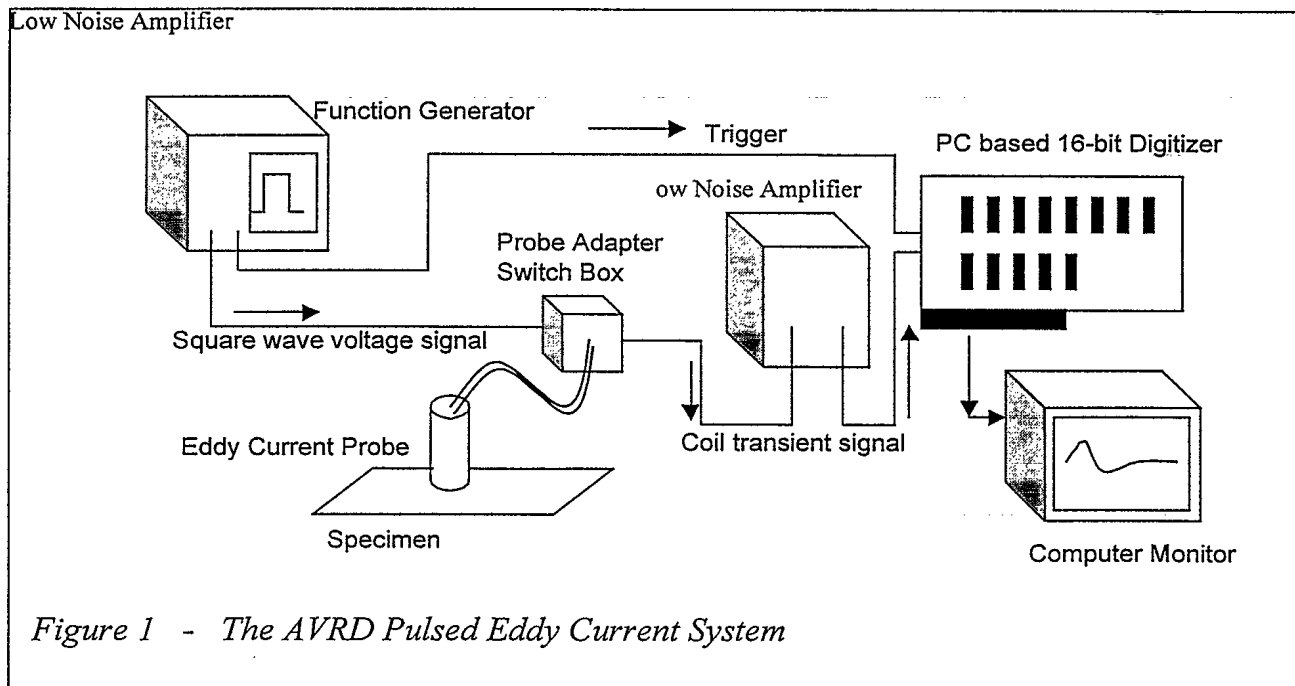 Low Noise Amplifier
Function Generator
Trigger
PC based 16-bit Digitizer
ow Noise Amplifier
Probe Adapter
Switch Box
Square wave voltage signal
Eddy Current Probe
Coil transient signal
Specimen
Computer Monitor
Figure 1 - The AVRD Pulsed Eddy Current System